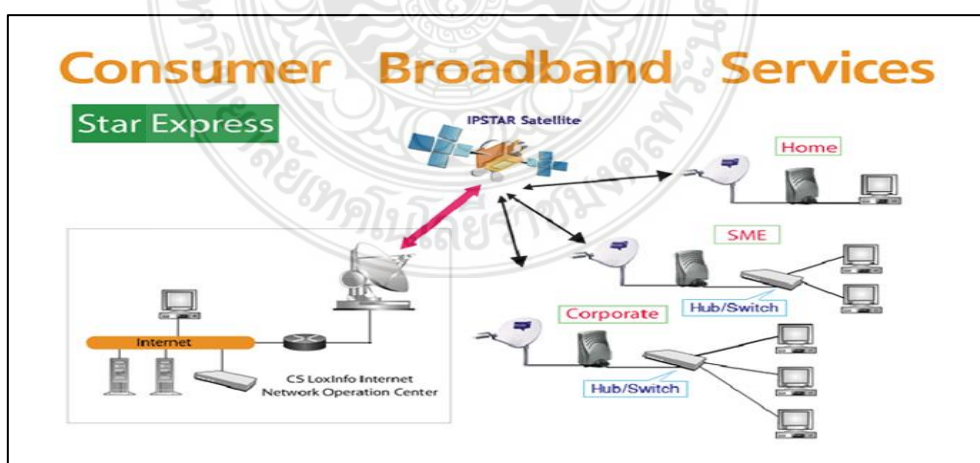 Consumer Broadband Services
Star Express
IPSTAR Satellite
Home
SME
Hub/Switch
Corporate
Hub/Switch
Internet
CS LoxInfo Internet
Network Operation Center